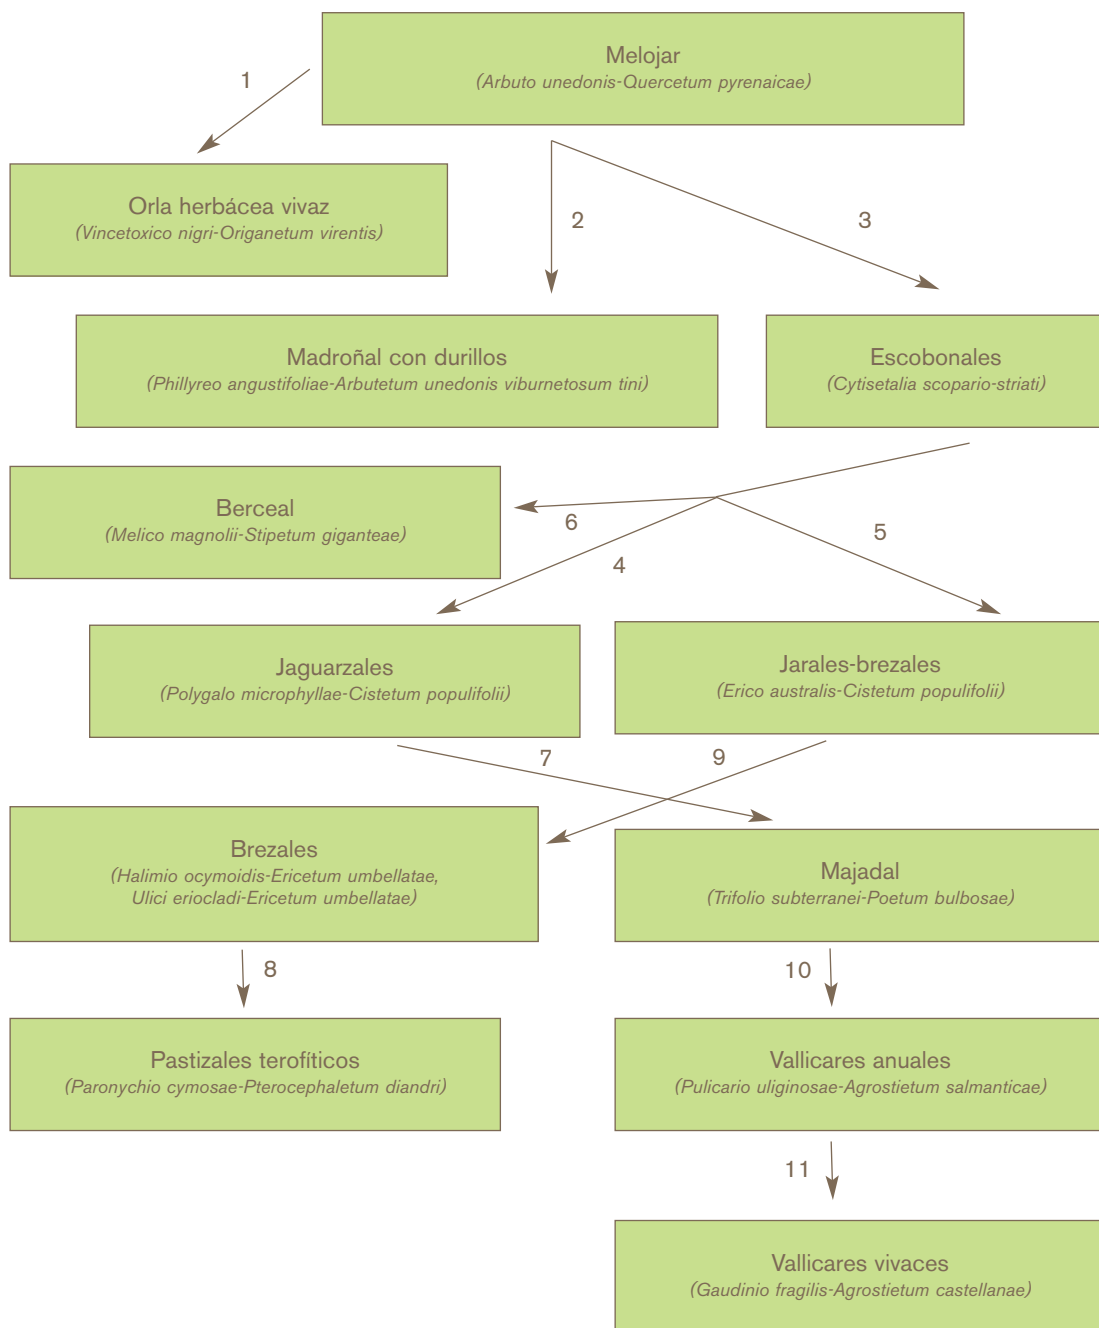 Melojar
(Arbuto unedonis-Quercetum pyrenaicae)
1
Orla herbácea vivaz
(Vincetoxico nigri-Origanetum virentis)
2
3
Madroñal con durillos
(Phillyreo angustifoliae-Arbutetum unedonis viburnetosum tini)
Escobonales
(Cytisetalia scopario-striati)
Berceal
(Melico magnolii-Stipetum giganteae)
6
5
4
Jaguarzales
(Polygalo microphyllae-Cistetum populifolii)
Jarales-brezales
(Erico australis-Cistetum populifolii)
7
9
Brezales
(Halimio ocymoidis-Ericetum umbellatae,
Ulici eriocladi-Ericetum umbellatae)
Majadal
(Trifolio subterranei-Poetum bulbosae)
8
10
Pastizales terofíticos
(Paronychio cymosae-Pterocephaletum diandri)
Vallicares anuales
(Pulicario uliginosae-Agrostietum salmanticae)
11
Vallicares vivaces
(Gaudinio fragilis-Agrostietum castellanae)